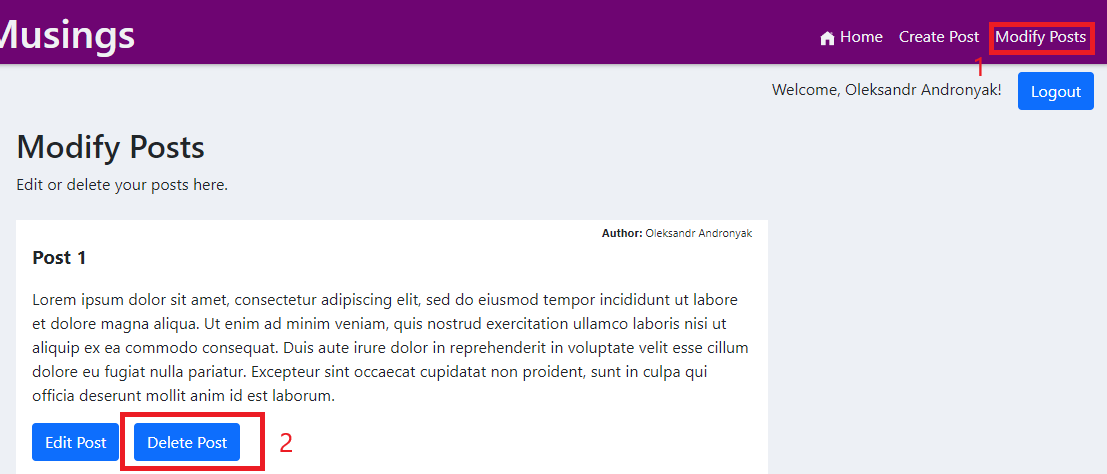 Musings
Home Create Post Modify Posts
1
Welcome, Oleksandr Andronyak! Logout
Modify Posts
Edit or delete your posts here.
Author: Oleksandr Andronyak
Post 1
Lorem ipsum dolor sit amet, consectetur adipiscing elit, sed do eiusmod tempor incididunt ut labore
et dolore magna aliqua. Ut enim ad minim veniam, quis nostrud exercitation ullamco laboris nisi ut
aliquip ex ea commodo consequat. Duis aute irure dolor in reprehenderit in voluptate velit esse cillum
dolore eu fugiat nulla pariatur. Excepteur sint occaecat cupidatat non proident, sunt in culpa qui
officia deserunt mollit anim id est laborum.
Edit Post Delete Post 2